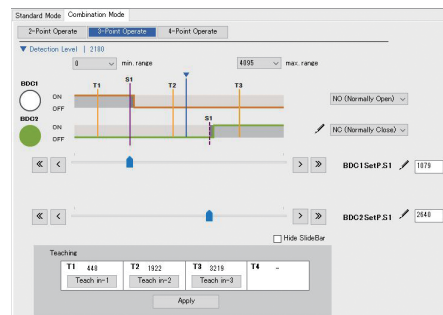 Standard Mode Combination Mode
2-Point Operate 3-Point Operate 4-Point Operate
▼ Detection Level | 2180
0 min. range 4095 max. range
BDC1 T1 S1 T2 T3
ON
OFF
NO (Normally Open)
BDC2 S1
ON
OFF
NC (Normally Close)
« < > » BDC1SetP.S1 1079
« < > » BDC2SetP.S1 2648
Hide SlideBar
Teaching
T1 448 T2 1922 T3 3219 T4 -
Teach in-1 Teach in-2 Teach in-3
Apply